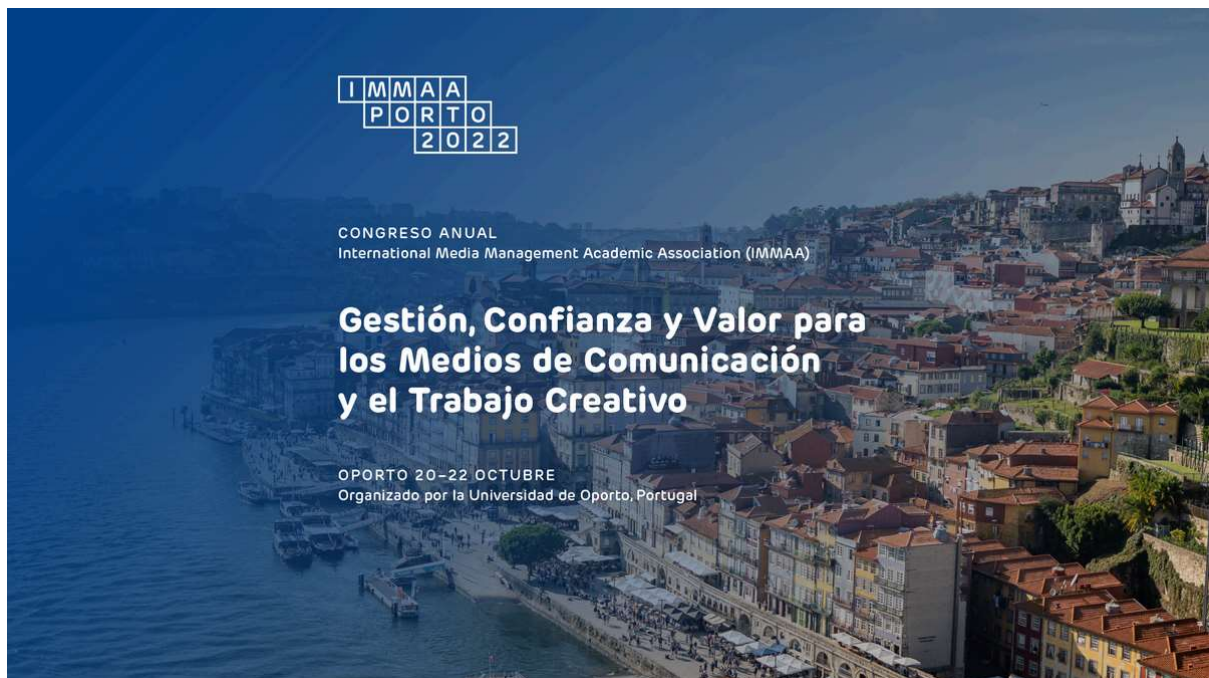 IMMAA
PORTO
2022
CONGRESO ANUAL
International Media Management Academic Association (IMMAA)
Gestión, Confianza y Valor para
los Medios de Comunicación
y el Trabajo Creativo
OPORTO 20–22 OCTUBRE
Organizado por la Universidad de Oporto, Portugal